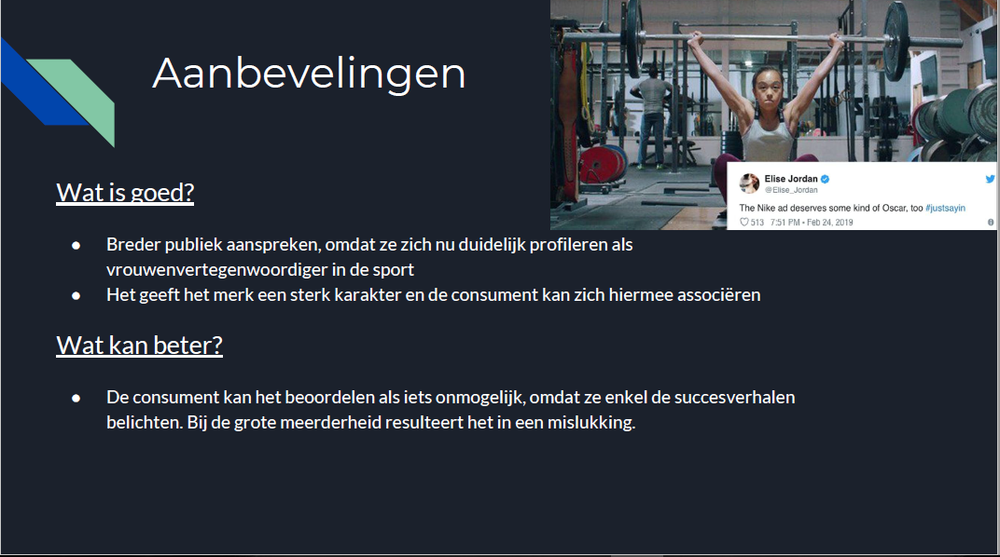 Aanbevelingen
Elise Jordan
@Elise_Jordan
The Nike ad deserves some kind of Oscar, too #justsayin
513 7:51 PM • Feb 24, 2019
Wat is goed?
● Breder publiek aanspreken, omdat ze zich nu duidelijk profileren als
vrouwenvertegenwoordiger in de sport
● Het geeft het merk een sterk karakter en de consument kan zich hiermee associëren
Wat kan beter?
● De consument kan het beoordelen als iets onmogelijk, omdat ze enkel de succesverhalen
belichten. Bij de grote meerderheid resulteert het in een mislukking.